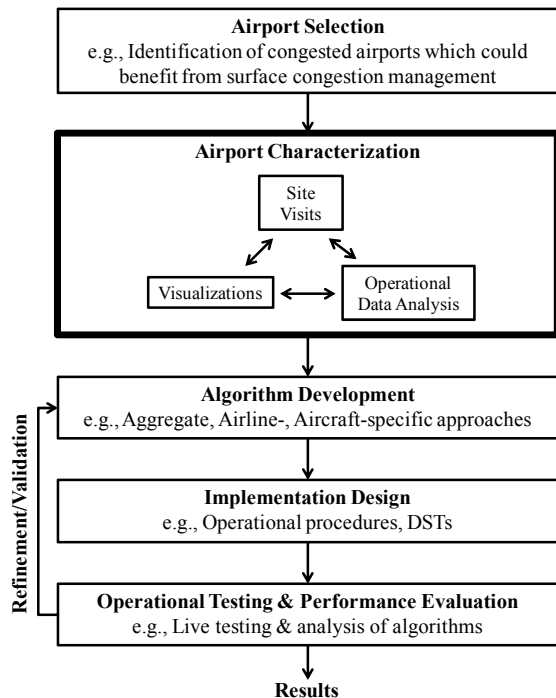 Airport Selection
e.g., Identification of congested airports which could
benefit from surface congestion management
Airport Characterization
Site
Visits
Visualizations
Operational
Data Analysis
Algorithm Development
e.g., Aggregate, Airline-, Aircraft-specific approaches
Refinement/Validation
Implementation Design
e.g., Operational procedures, DSTs
Operational Testing & Performance Evaluation
e.g., Live testing & analysis of algorithms
Results